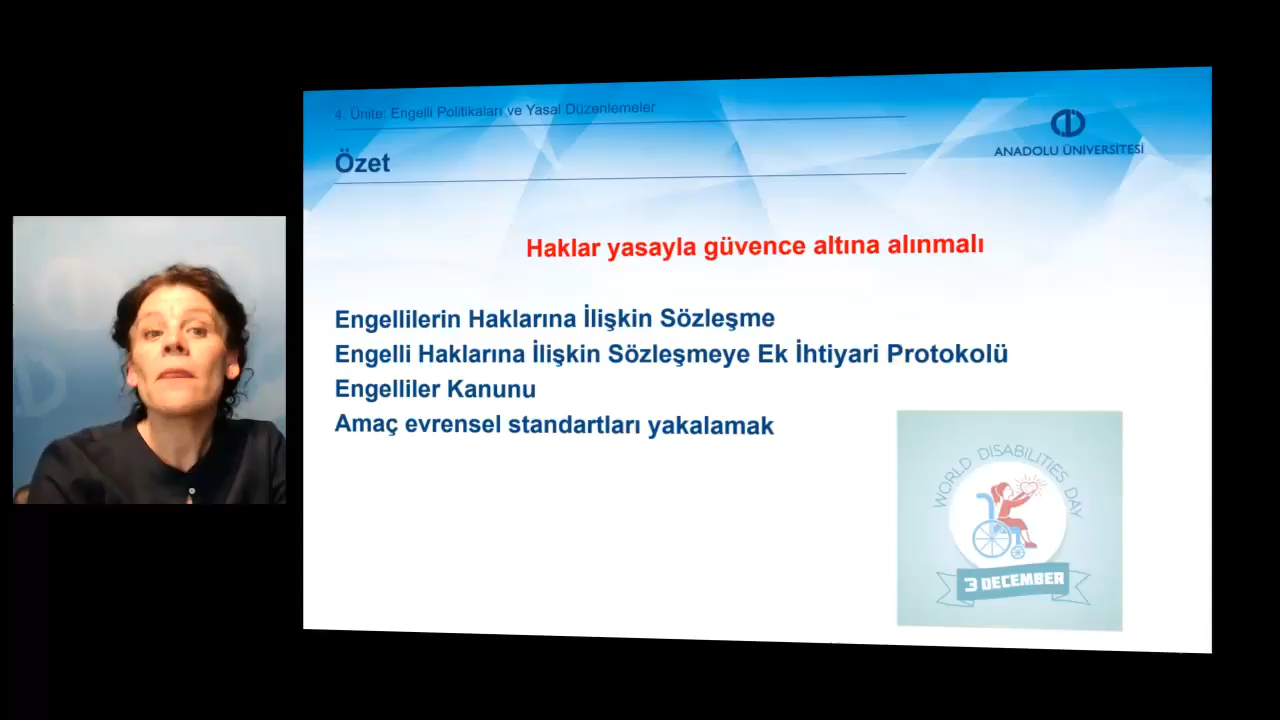 4. Ünite: Engelli Politikaları ve Yasal Düzenlemeler
Özet
ANADOLU ÜNİVERSİTESİ
Haklar yasayla güvence altına alınmalı
Engellilerin Haklarına İlişkin Sözleşme
Engelli Haklarına İlişkin Sözleşmeye Ek İhtiyari Protokolü
Engelliler Kanunu
Amaç evrensel standartları yakalamak
WORLD DISABILITIES DAY
3 DECEMBER